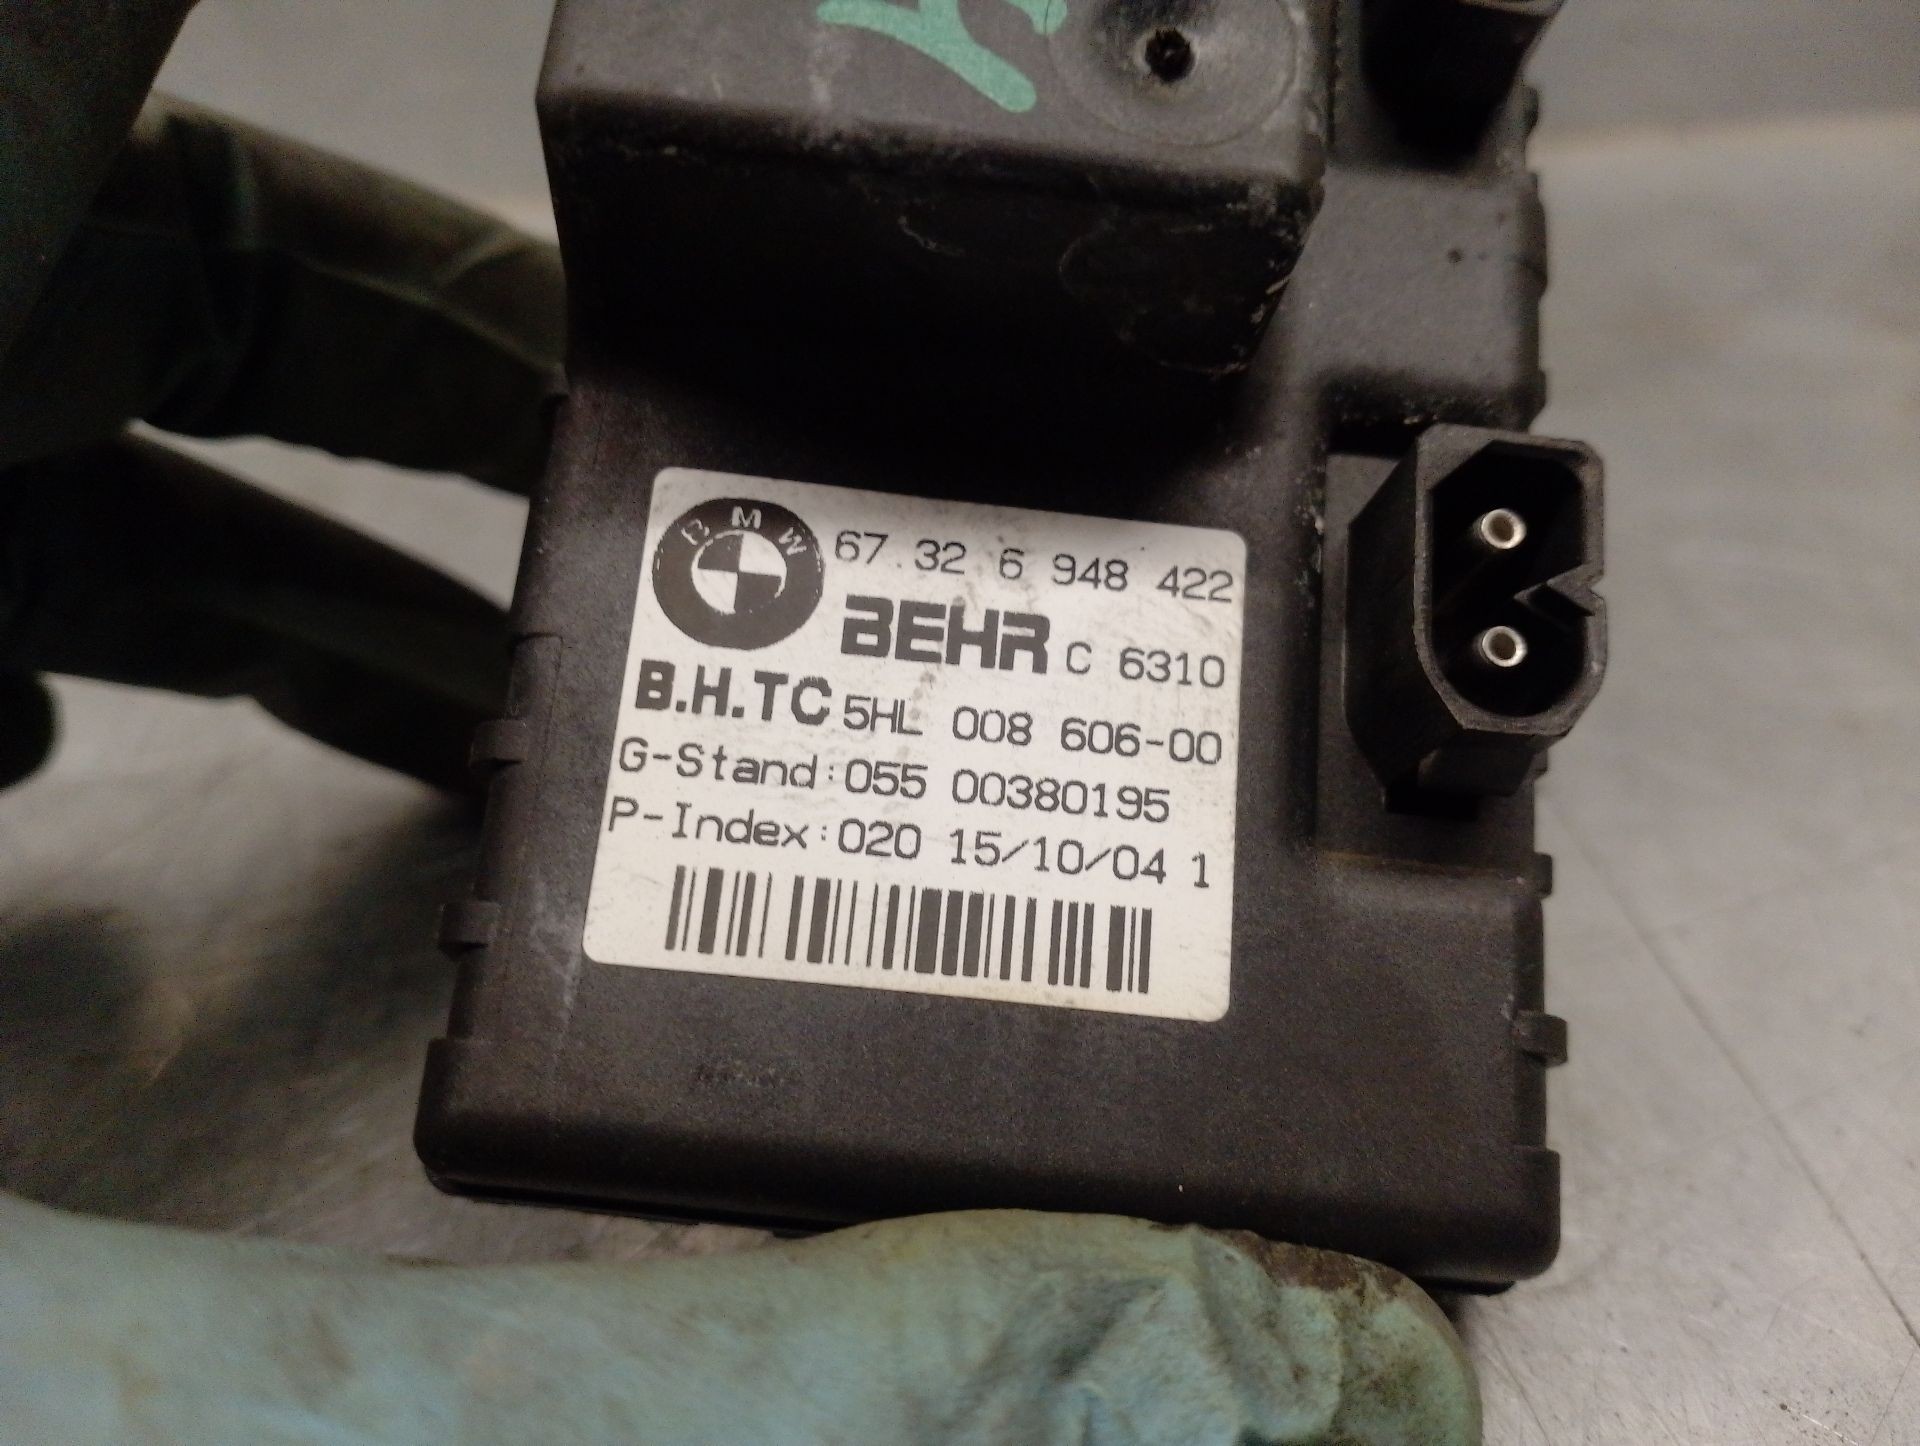 BMW 67.32 6 948 422
BEHR C 6310
B.H.TC 5HL 008 606-00
G-Stand:055 00380195
P-Index:020 15/10/04 1